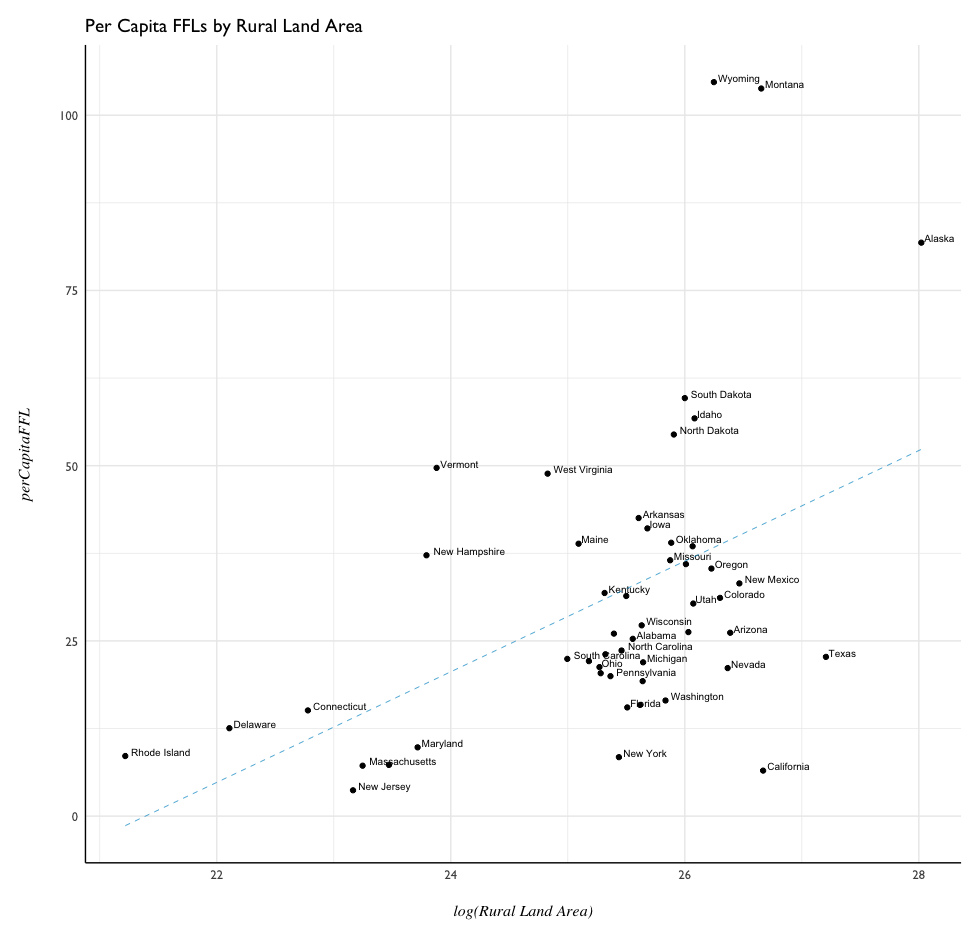 Per Capita FFLs by Rural Land Area
Wyoming
Montana
100
Alaska
75
South Dakota
Idaho
North Dakota
perCapitaFFL
Vermont
50
West Virginia
Arkansas
Iowa
Maine
Oklahoma
New Hampshire
Missouri
Oregon
New Mexico
Kentucky
Colorado
Utah
Wisconsin
Arizona
Alabama
25
North Carolina
South Carolina
Texas
Michigan
Ohio
Nevada
Pennsylvania
Washington
Florida
Connecticut
Delaware
Maryland
Rhode Island
New York
Massachusetts
California
New Jersey
0
22 24 26 28
log(Rural Land Area)